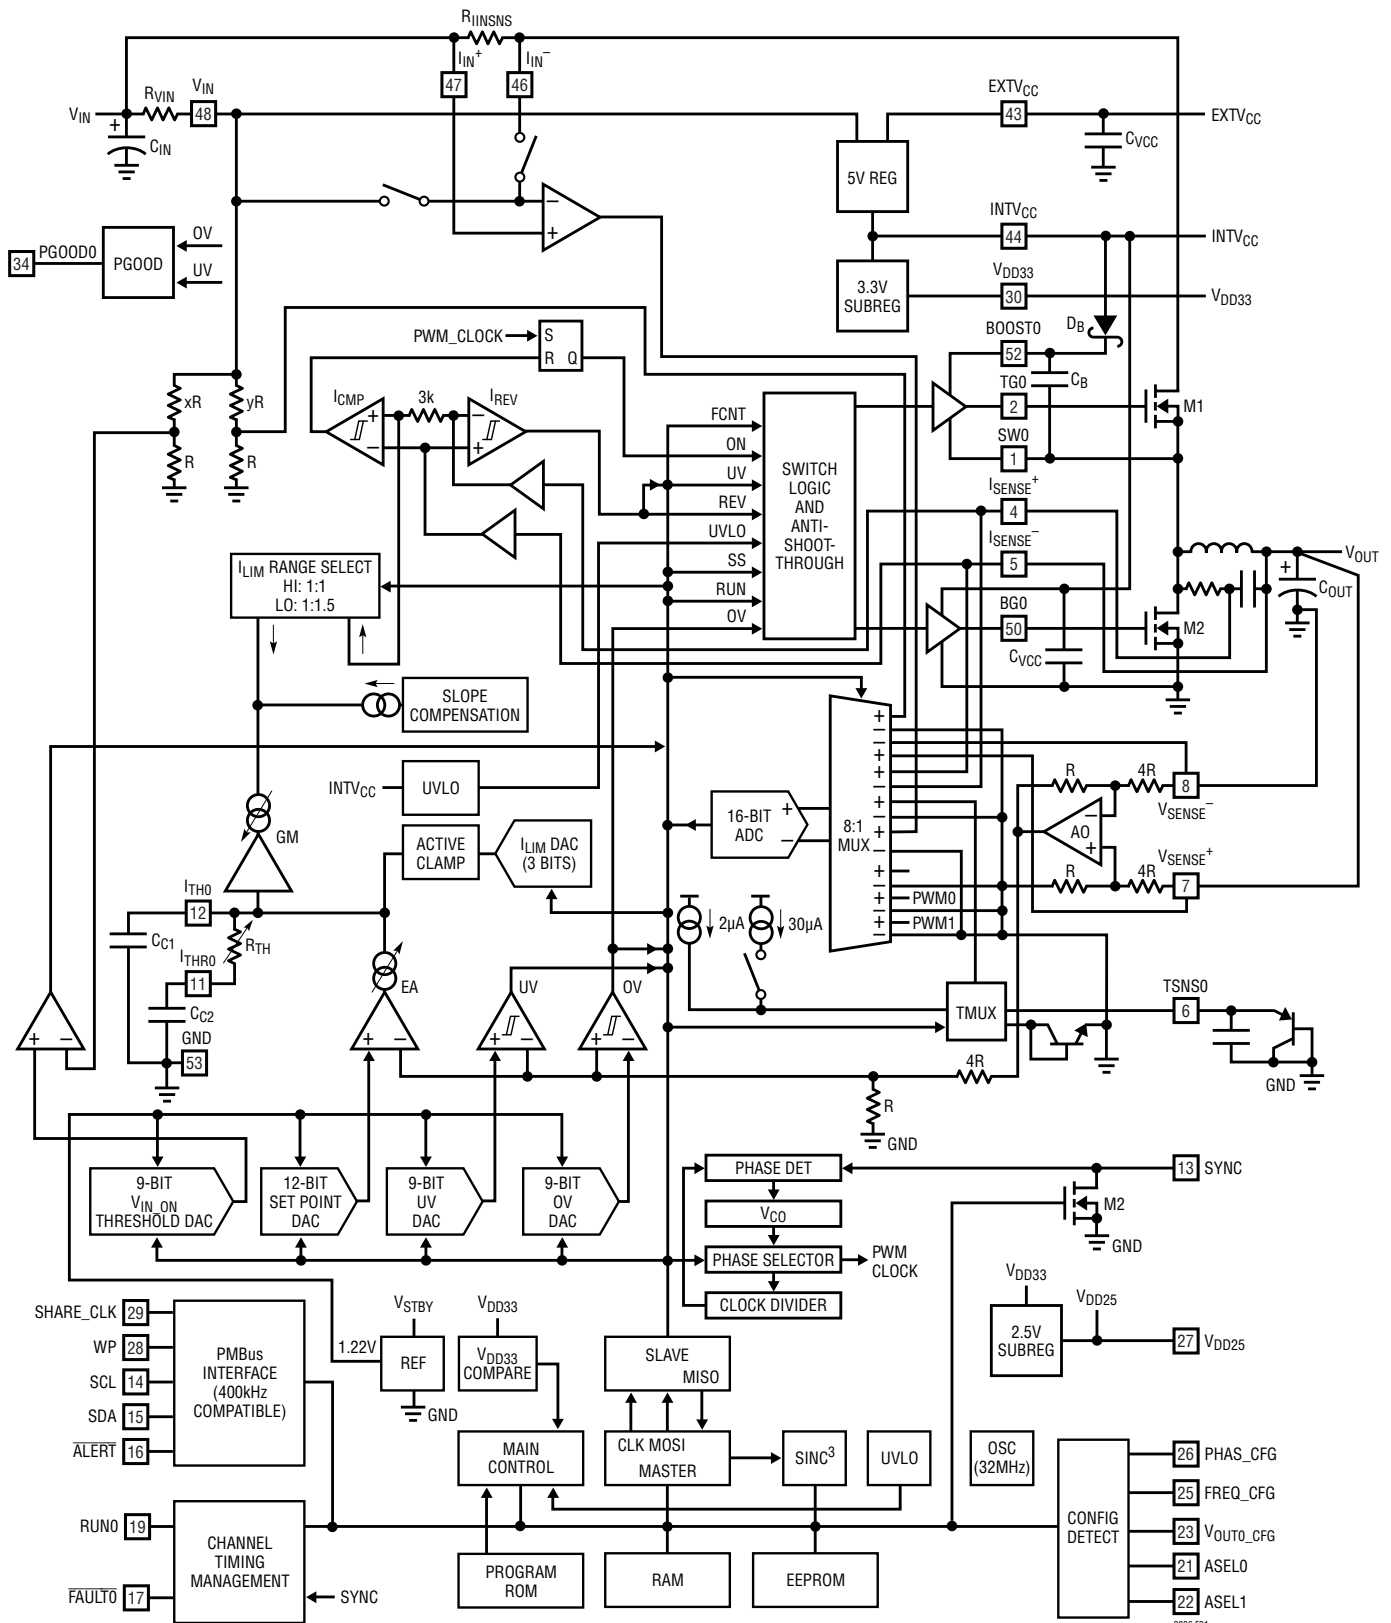 RIINSNS
IIN+
IIN−
47
46
VIN
RVIN
VIN
48
+
CIN
EXTVCC
43
EXTVCC
CVCC
5V REG
−
+
INTVCC
44
INTVCC
34
PGOOD0
PGOOD
OV
UV
3.3V
SUBREG
VDD33
30
VDD33
PWM_CLOCK
S
R Q
BOOST0
52
DB
CB
TG0
2
M1
SW0
1
xR
yR
R
R
ICMP
+
−
3k
IREV
−
+
FCNT
ON
UV
REV
UVLO
SS
RUN
OV
SWITCH
LOGIC
AND
ANTI-
SHOOT-
THROUGH
ISENSE+
4
ISENSE−
5
VOUT
+
COUT
BG0
50
M2
CVCC
ILIM RANGE SELECT
HI: 1:1
LO: 1:1.5
SLOPE
COMPENSATION
INTVCC
UVLO
GM
ACTIVE
CLAMP
ILIM DAC
(3 BITS)
16-BIT
ADC
+
−
8:1
MUX
+
−
−
+
+
−
+
−
+
−
+
−
+
−
+
−
PWM0
PWM1
R
4R
8
VSENSE−
AO
−
+
VSENSE+
R
4R
7
2µA
30µA
ITH0
12
CC1
RTH
ITHR0
11
CC2
GND
53
EA
UV
OV
+ −
+ −
+ −
+ −
TMUX
TSNS0
6
GND
4R
R
GND
9-BIT
VIN_ON
THRESHOLD DAC
12-BIT
SET POINT
DAC
9-BIT
UV
DAC
9-BIT
OV
DAC
PHASE DET
VCO
PHASE SELECTOR
CLOCK DIVIDER
PWM
CLOCK
13
SYNC
M2
GND
SHARE_CLK
29
WP
28
SCL
14
SDA
15
ALERT
16
PMBus
INTERFACE
(400kHz
COMPATIBLE)
1.22V
VSTBY
REF
GND
VDD33
VDD33
COMPARE
SLAVE
MISO
VDD33
2.5V
SUBREG
VDD25
27
VDD25
MAIN
CONTROL
CLK MOSI
MASTER
SINC3
UVLO
OSC
(32MHz)
RUN0
19
FAULT0
17
CHANNEL
TIMING
MANAGEMENT
SYNC
PROGRAM
ROM
RAM
EEPROM
CONFIG
DETECT
26
PHAS_CFG
25
FREQ_CFG
23
VOUT0_CFG
21
ASEL0
22
ASEL1